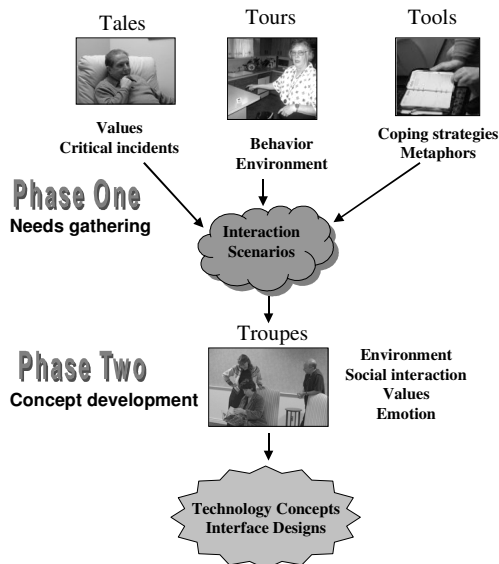 Tales
Tours
Tools
Values
Critical incidents
Behavior
Environment
Coping strategies
Metaphors
Phase One
Needs gathering
Interaction
Scenarios
Troupes
Phase Two
Concept development
Environment
Social interaction
Values
Emotion
Technology Concepts
Interface Designs